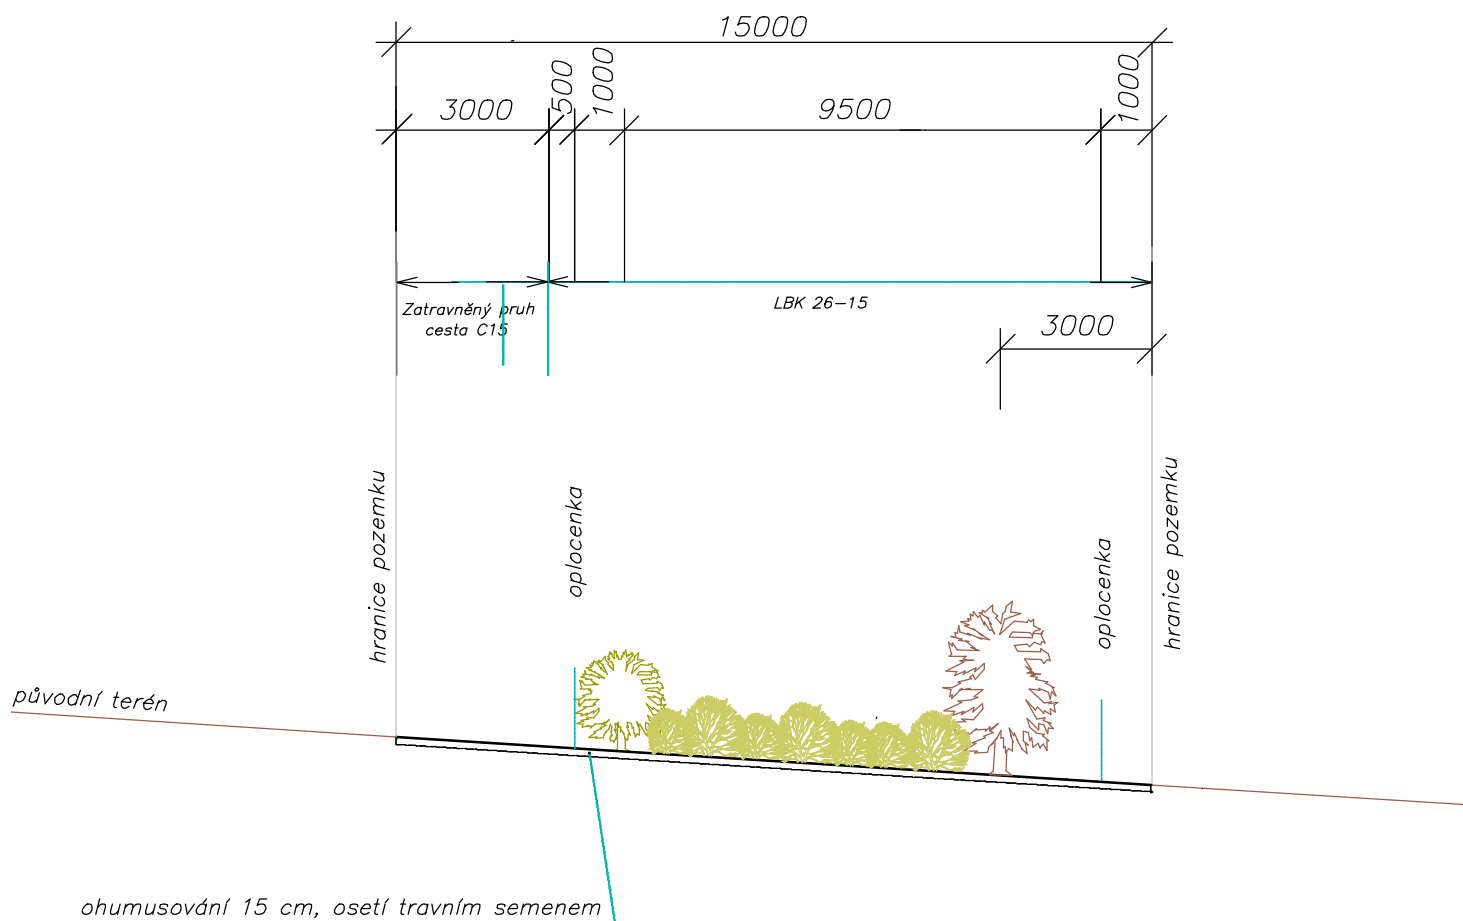 15000
3000
500
1000
9500
1000
Zatravněný pruh
cesta C15
LBK 26-15
3000
hranice pozemku
oplocenka
oplocenka
hranice pozemku
původní terén
ohumusování 15 cm, osetí travním semenem